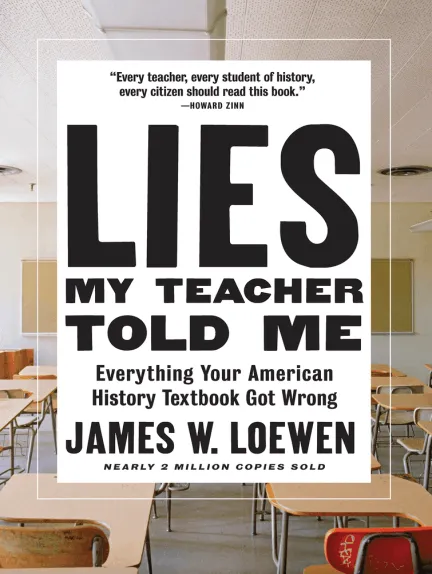 “Every teacher, every student of history,
every citizen should read this book.”
—HOWARD ZINN
LIES
MY TEACHER
TOLD ME
Everything Your American
History Textbook Got Wrong
JAMES W. LOEWEN
NEARLY 2 MILLION COPIES SOLD